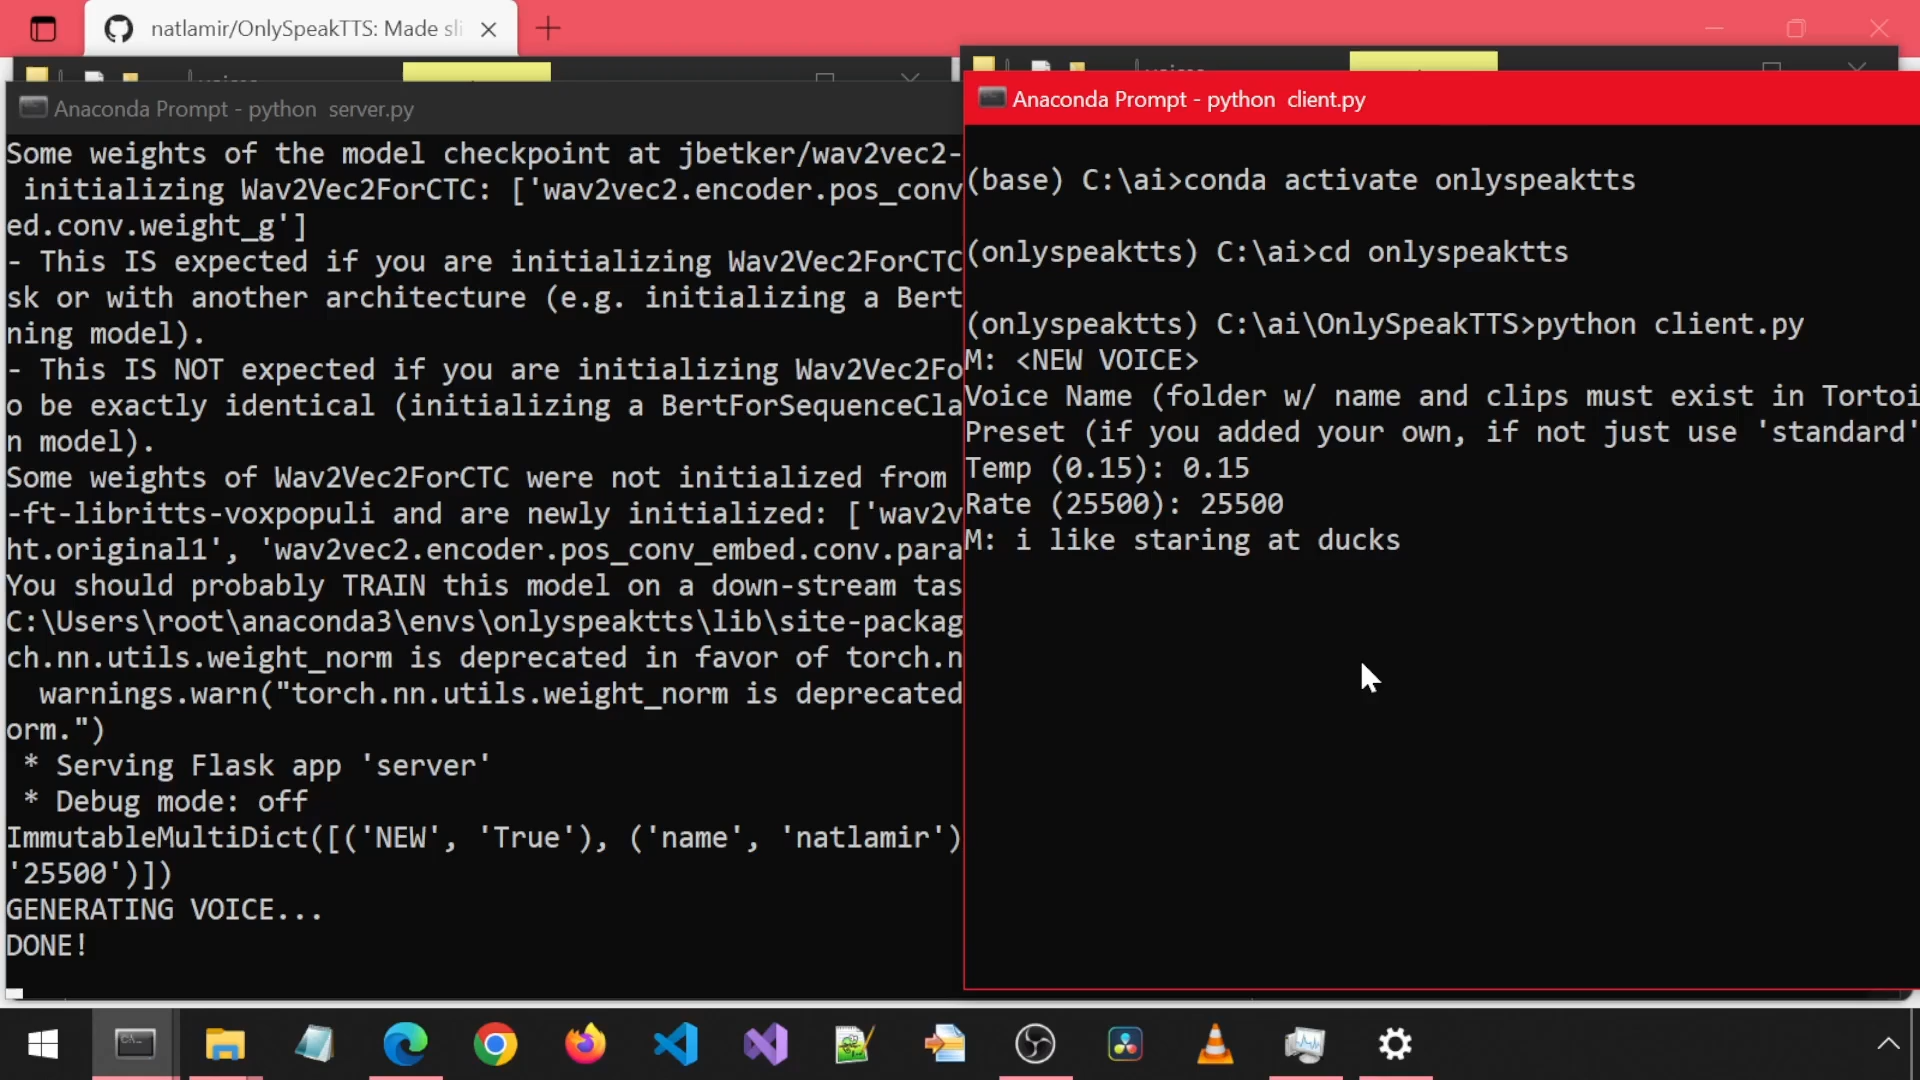 natlamir/OnlySpeakTTS: Made sli
Anaconda Prompt - python  server.py
Some weights of the model checkpoint at jbetker/wav2vec2-
 initializing Wav2Vec2ForCTC: ['wav2vec2.encoder.pos_conv
ed.conv.weight_g']
- This IS expected if you are initializing Wav2Vec2ForCTC
sk or with another architecture (e.g. initializing a Bert
ning model).
- This IS NOT expected if you are initializing Wav2Vec2Fo
o be exactly identical (initializing a BertForSequenceCla
n model).
Some weights of Wav2Vec2ForCTC were not initialized from
-ft-libritts-voxpopuli and are newly initialized: ['wav2v
ht.original1', 'wav2vec2.encoder.pos_conv_embed.conv.para
You should probably TRAIN this model on a down-stream tas
C:\Users\root\anaconda3\envs\onlyspeaktts\lib\site-packag
ch.nn.utils.weight_norm is deprecated in favor of torch.n
  warnings.warn("torch.nn.utils.weight_norm is deprecated
orm.")
 * Serving Flask app 'server'
 * Debug mode: off
ImmutableMultiDict([('NEW', 'True'), ('name', 'natlamir')
'25500')])
GENERATING VOICE...
DONE!
Anaconda Prompt - python  client.py
(base) C:\ai>conda activate onlyspeaktts
(onlyspeaktts) C:\ai>cd onlyspeaktts
(onlyspeaktts) C:\ai\OnlySpeakTTS>python client.py
M: <NEW VOICE>
Voice Name (folder w/ name and clips must exist in Tortoi
Preset (if you added your own, if not just use 'standard'
Temp (0.15): 0.15
Rate (25500): 25500
M: i like staring at ducks